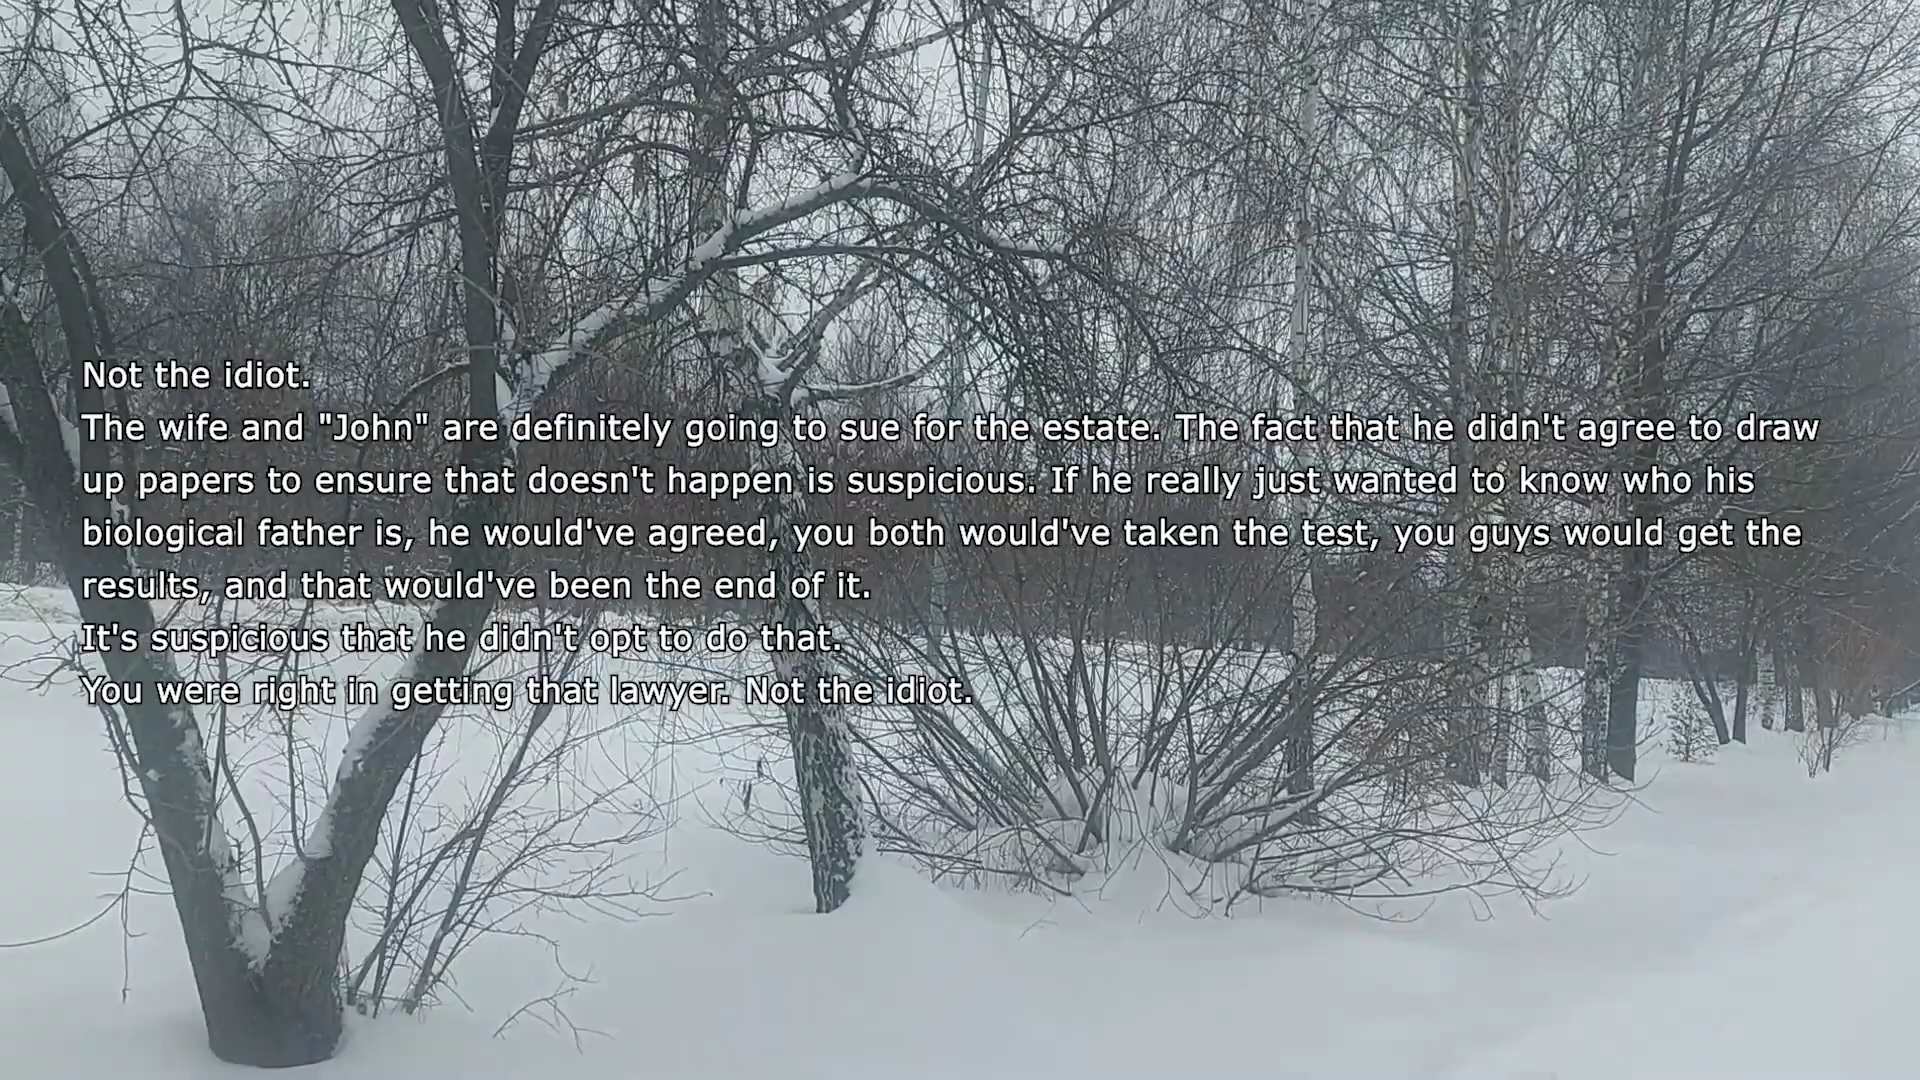 Not the idiot.
The wife and "John" are definitely going to sue for the estate. The fact that he didn't agree to draw
up papers to ensure that doesn't happen is suspicious. If he really just wanted to know who his
biological father is, he would've agreed, you both would've taken the test, you guys would get the
results, and that would've been the end of it.
It's suspicious that he didn't opt to do that.
You were right in getting that lawyer. Not the idiot.